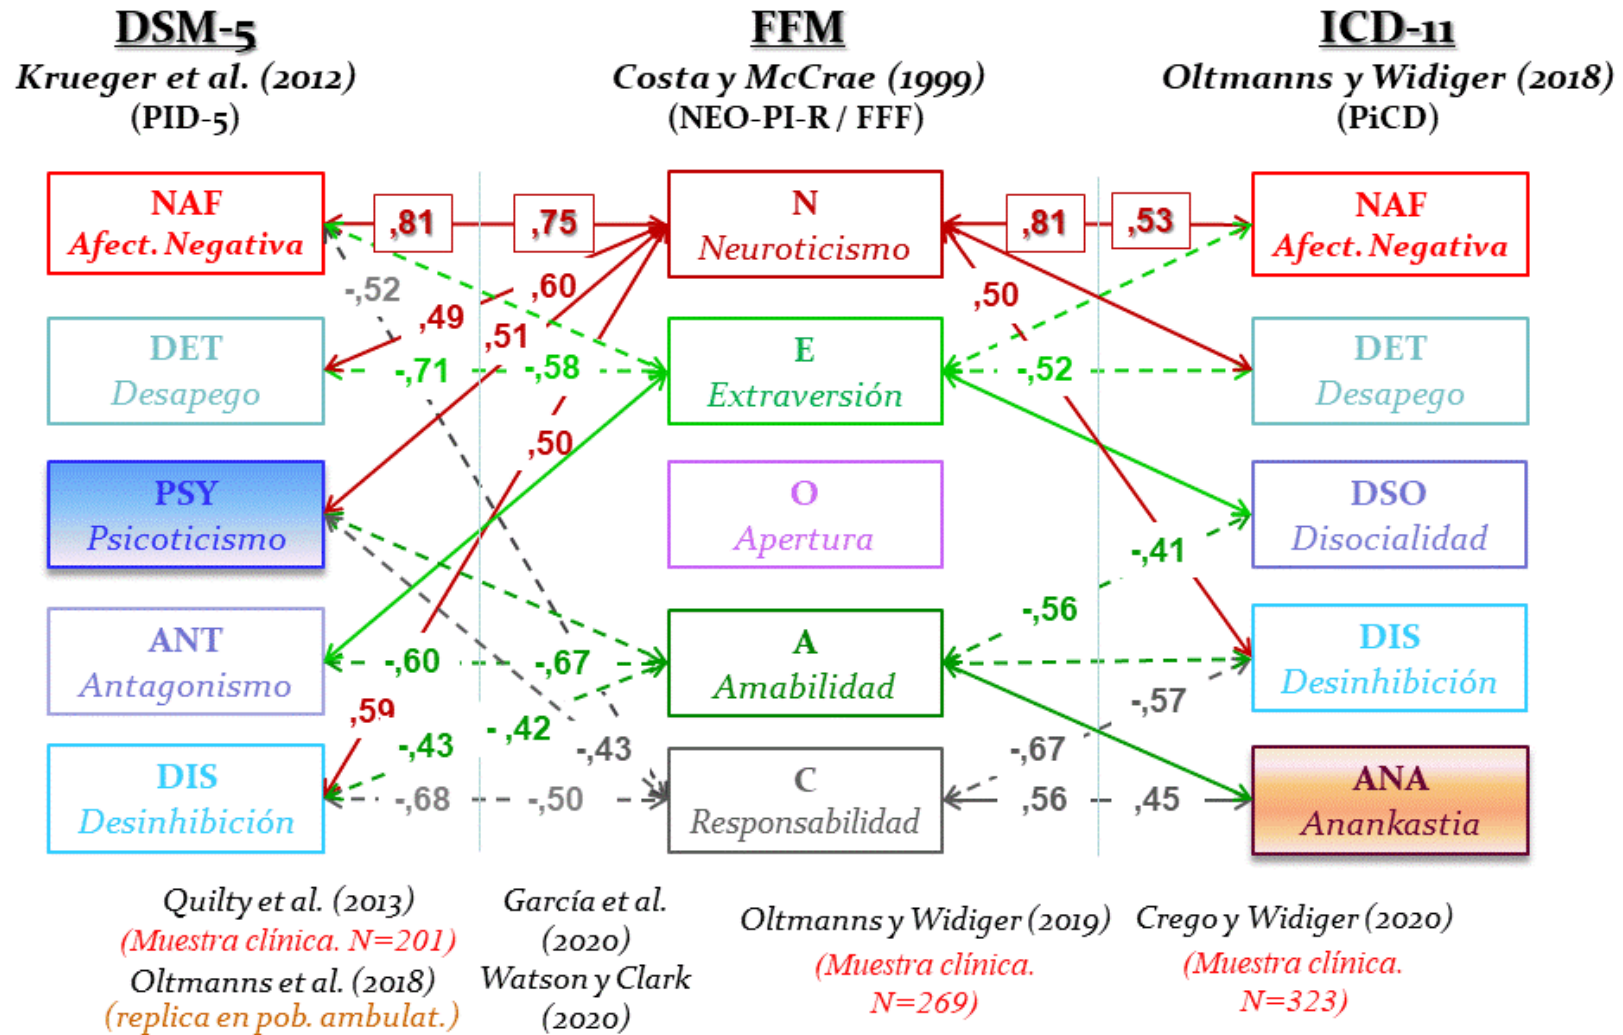 DSM-5
Krueger et al. (2012)
(PID-5)
FFM
Costa y McCrae (1999)
(NEO-PI-R / FFF)
ICD-11
Oltmanns y Widiger (2018)
(PiCD)
NAF
Afect. Negativa
,81
,75
N
Neuroticismo
,81
,53
NAF
Afect. Negativa
-,52
,49
,60
,51
,50
DET
Desapego
-,71
-,58
E
Extraversión
-,52
DET
Desapego
,50
PSY
Psicoticismo
O
Apertura
DSO
Disocialidad
-,41
-,56
ANT
Antagonismo
-,60
-,67
A
Amabilidad
DIS
Desinhibición
-,57
-,67
,59
-,43
-,42
-,43
DIS
Desinhibición
-,68
-,50
C
Responsabilidad
,56
,45
ANA
Anankastia
Quilty et al. (2013)
(Muestra clínica. N=201)
Oltmanns et al. (2018)
(replica en pob. ambulat.)
García et al.
(2020)
Watson y Clark
(2020)
Oltmanns y Widiger (2019)
(Muestra clínica.
N=269)
Crego y Widiger (2020)
(Muestra clínica.
N=323)